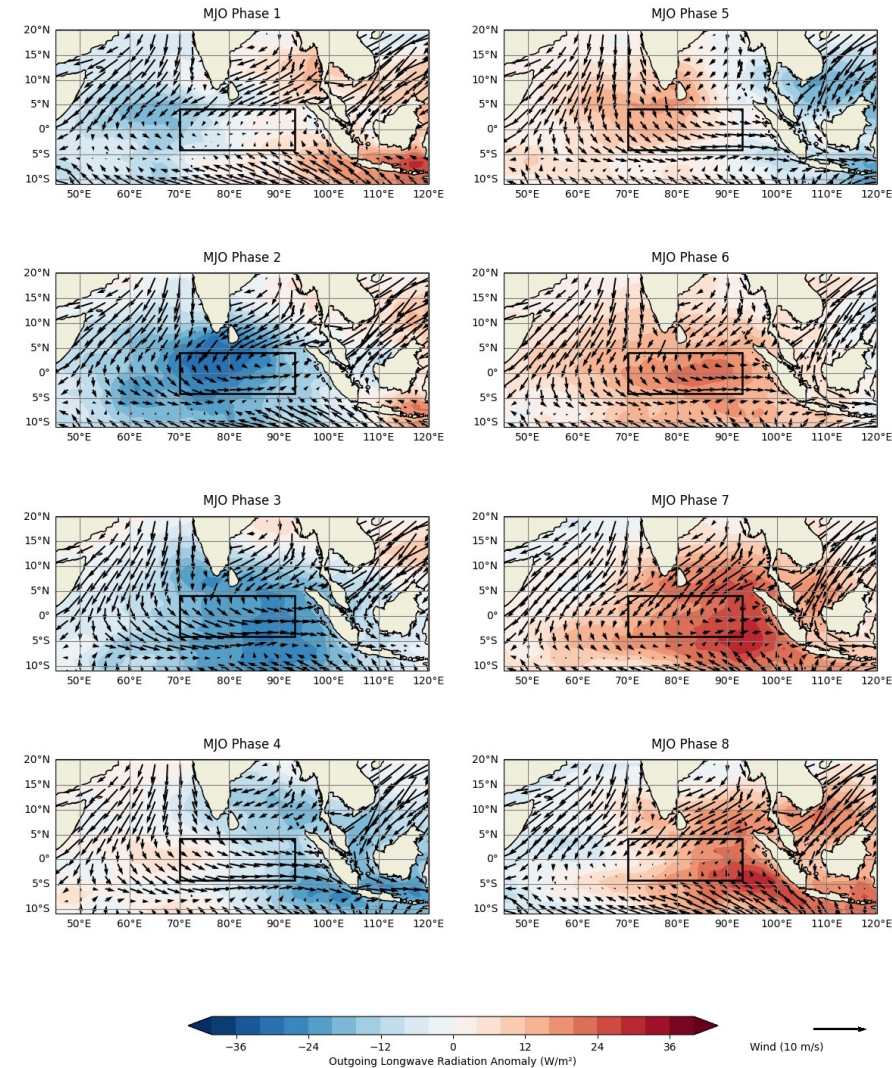 MJO Phase 1
20°N
15°N
10°N
5°N
0°
5°S
10°S
50°E 60°E 70°E 80°E 90°E 100°E 110°E 120°E
MJO Phase 5
20°N
15°N
10°N
5°N
0°
5°S
10°S
50°E 60°E 70°E 80°E 90°E 100°E 110°E 120°E
MJO Phase 2
20°N
15°N
10°N
5°N
0°
5°S
10°S
50°E 60°E 70°E 80°E 90°E 100°E 110°E 120°E
MJO Phase 6
20°N
15°N
10°N
5°N
0°
5°S
10°S
50°E 60°E 70°E 80°E 90°E 100°E 110°E 120°E
MJO Phase 3
20°N
15°N
10°N
5°N
0°
5°S
10°S
50°E 60°E 70°E 80°E 90°E 100°E 110°E 120°E
MJO Phase 7
20°N
15°N
10°N
5°N
0°
5°S
10°S
50°E 60°E 70°E 80°E 90°E 100°E 110°E 120°E
MJO Phase 4
20°N
15°N
10°N
5°N
0°
5°S
10°S
50°E 60°E 70°E 80°E 90°E 100°E 110°E 120°E
MJO Phase 8
20°N
15°N
10°N
5°N
0°
5°S
10°S
50°E 60°E 70°E 80°E 90°E 100°E 110°E 120°E
−36 −24 −12 0 12 24 36
Outgoing Longwave Radiation Anomaly (W/m²)
Wind (10 m/s)